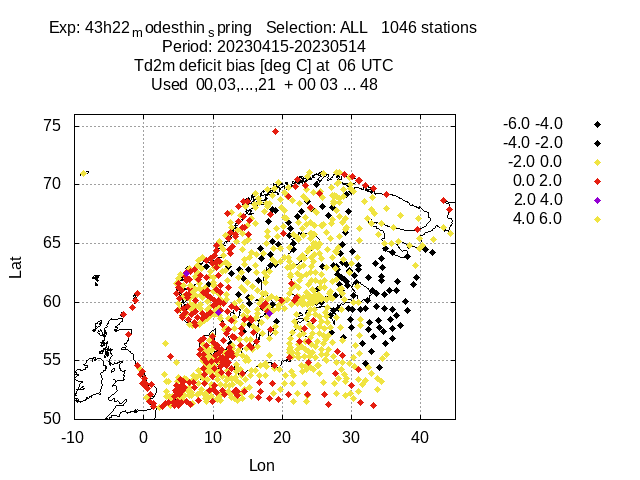 Exp: 43h22modesthinspring Selection: ALL 1046 stations
Period: 20230415-20230514
Td2m deficit bias [deg C] at 06 UTC
Used 00,03,...,21 + 00 03 ... 48
-6.0 -4.0
-4.0 -2.0
-2.0 0.0
0.0 2.0
2.0 4.0
4.0 6.0
75
70
65
60
55
50
Lat
-10 0 10 20 30 40
Lon